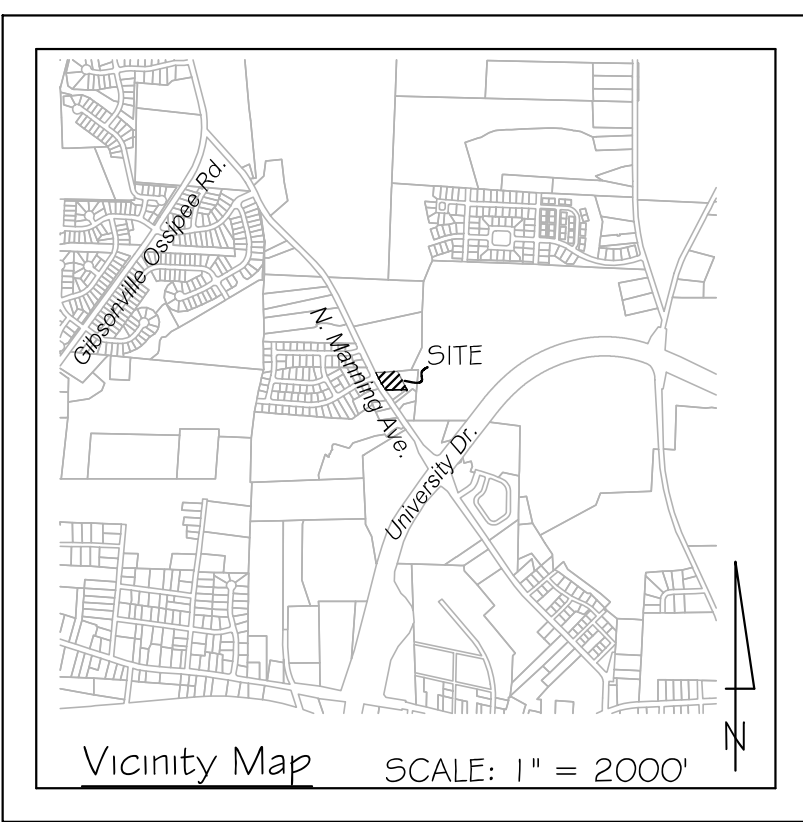 Gibsonville Ossipee Rd.
N. Manning Ave.
SITE
University Dr.
N
Vicinity Map
SCALE: 1" = 2000'